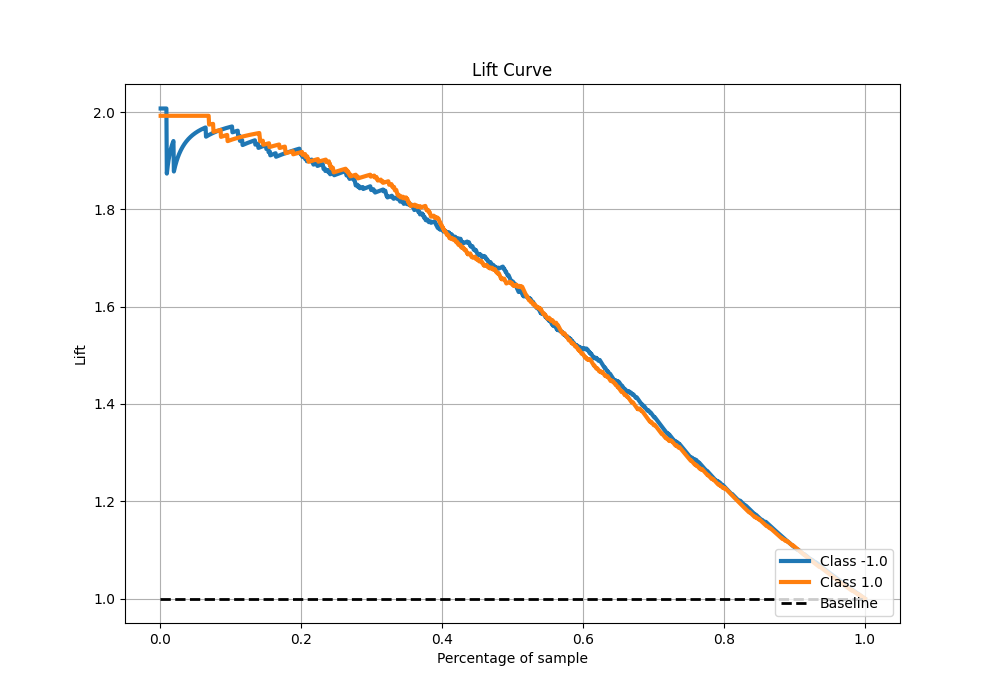 Lift Curve
Lift
2.0
1.8
1.6
1.4
1.2
1.0
0.0 0.2 0.4 0.6 0.8 1.0
Percentage of sample
Class -1.0
Class 1.0
Baseline